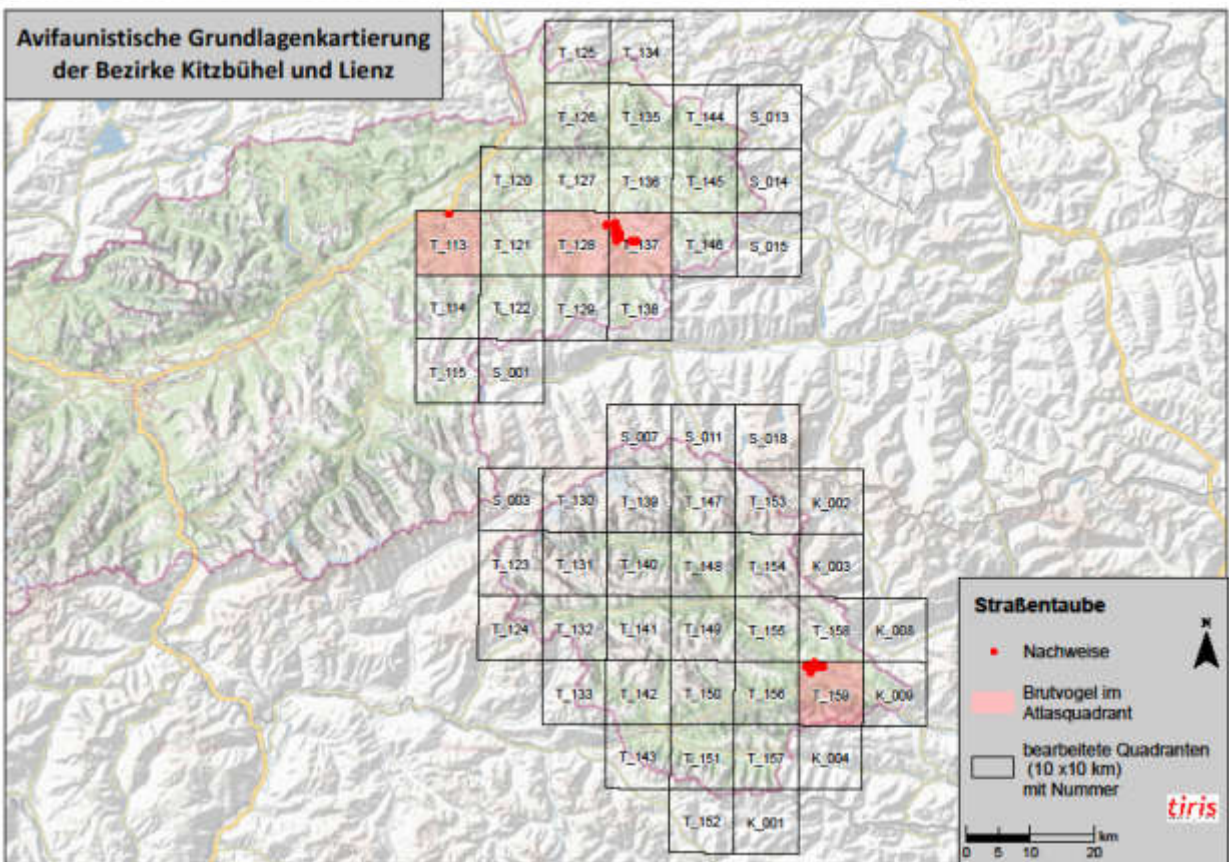 Avifaunistische Grundlagenkartierung
der Bezirke Kitzbühel und Lienz
T_125 T_134
T_126 T_135 T_144 S_013
T_120 T_127 T_136 T_145 S_014
T_113 T_121 T_128 T_137 T_146 S_015
T_114 T_122 T_129 T_138
T_115 S_001
S_007 S_011 S_018
S_003 T_130 T_139 T_147 T_153 K_002
T_123 T_131 T_140 T_148 T_154 K_003
T_124 T_132 T_141 T_149 T_155 T_158 K_008
T_133 T_142 T_150 T_156 T_159 K_009
T_143 T_151 T_157 K_004
T_152 K_001
Straßentaube
N
Nachweise
Brutvogel im
Atlasquadrant
bearbeitete Quadranten
(10 x10 km)
mit Nummer
tiris
km
0 5 10 20